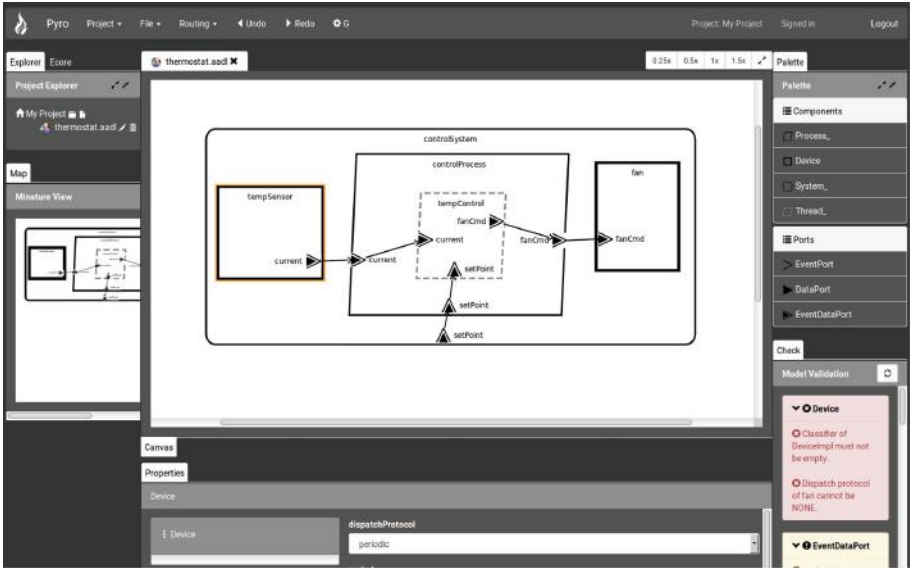 Pyro Project File Routing Undo Redo G Project: My Project Signed in Logout
Explorer Ecore
Project Explorer
My Project
thermostat.aadl
Map
Minature View
thermostat.aadl
0.25x 0.5x 1x 1.5x
controlSystem
controlProcess
tempSensor
tempControl
fan
fanCmd
fanCmd
fanCmd
current
current
current
setPoint
setPoint
setPoint
Canvas
Properties
Device
Device
dispatchProtocol
periodic
Palette
Palette
Components
Process_
Device
System_
Thread_
Ports
EventPort
DataPort
EventDataPort
Check
Model Validation
Device
Classifier of
DeviceImpl must not
be empty.
Dispatch protocol
of fan cannot be
NONE.
EventDataPort